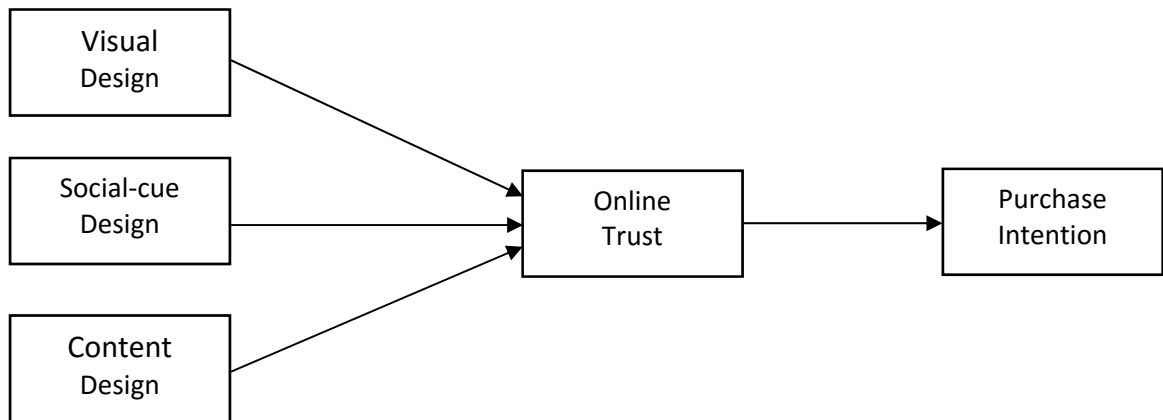 Visual
Design
Social-cue
Design
Content
Design
Online
Trust
Purchase
Intention